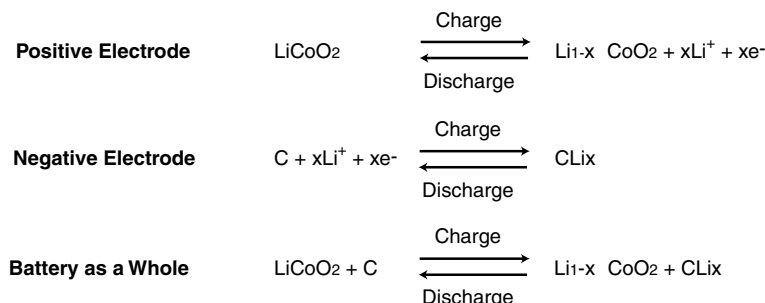 Charge
Positive Electrode LiCoO2 Li1-x CoO2 + xLi+ + xe-
Discharge
Charge
Negative Electrode C + xLi+ + xe- CLix
Discharge
Charge
Battery as a Whole LiCoO2 + C Li1-x CoO2 + CLix
Discharge